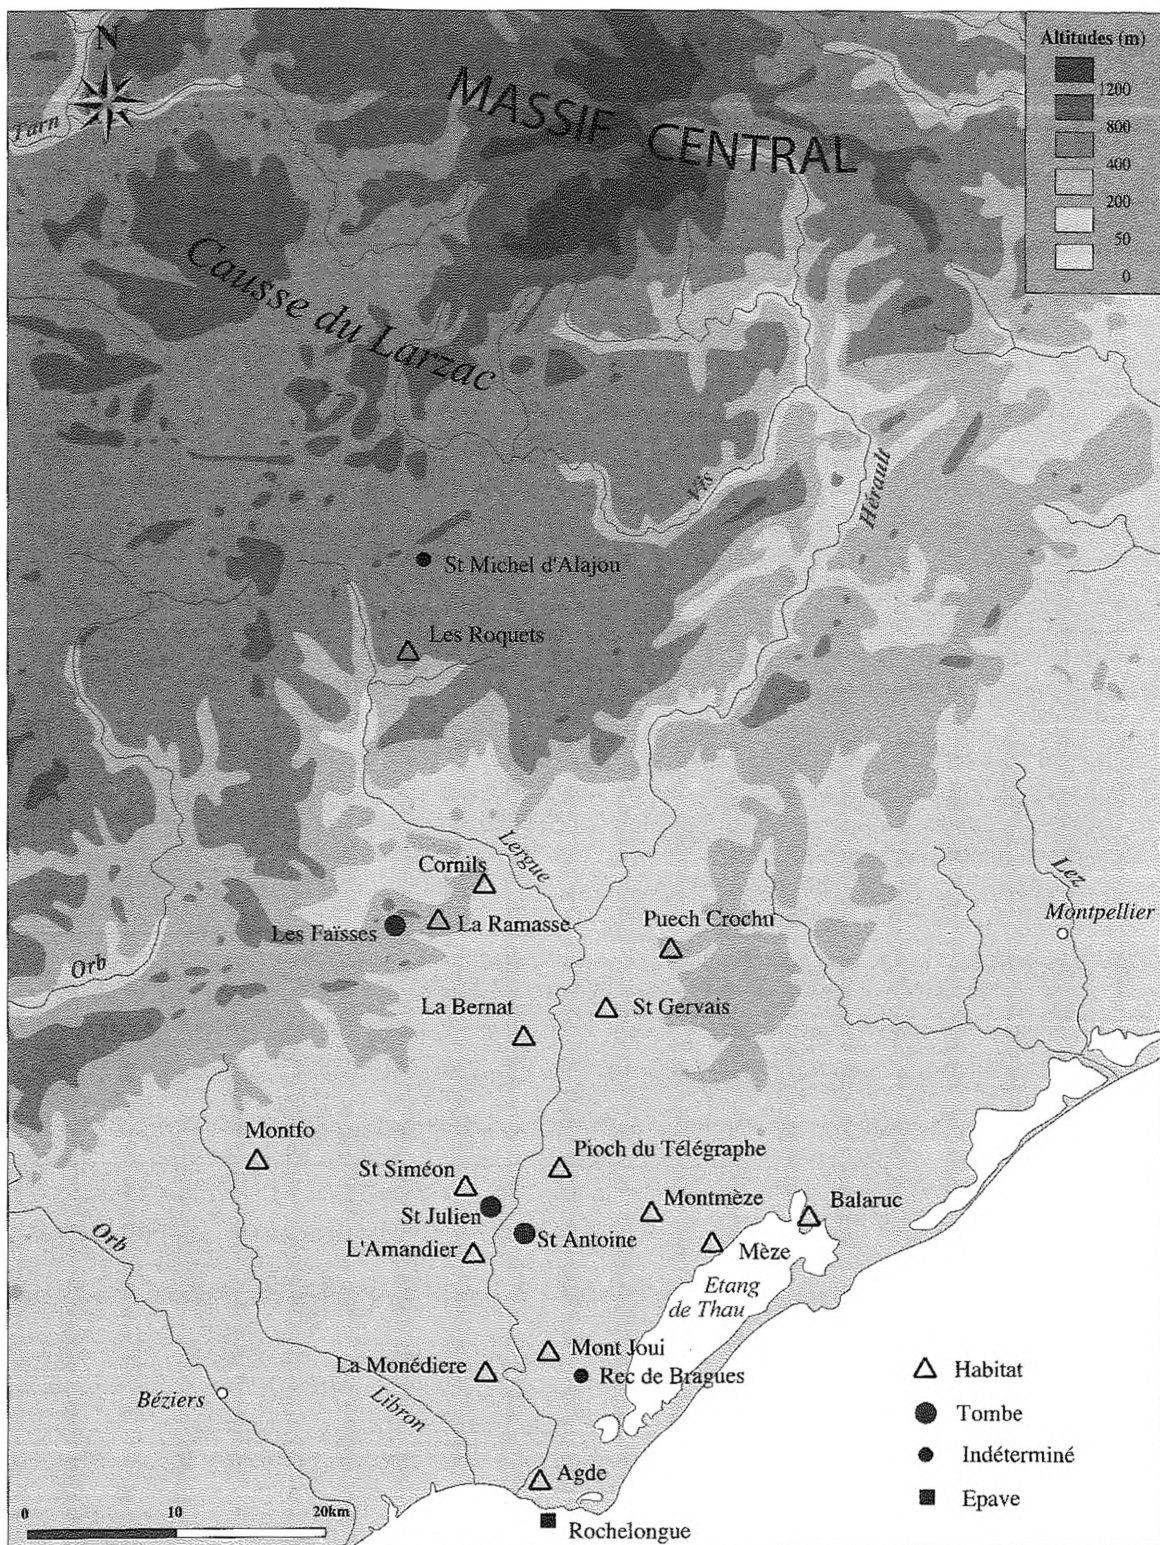 N
Altitudes (m)
1200
800
400
200
50
0
Tarn
MASSIF CENTRAL
Causse du Larzac
Vis
Hérault
St Michel d'Alajou
Les Roquets
Lergue
Cornils
La Ramasse
Les Faïsses
Puech Crochu
Lez
Montpellier
Orb
La Bernat
St Gervais
Montfo
Pioch du Télégraphe
St Siméon
Montmèze
Balaruc
St Julien
St Antoine
L'Amandier
Mèze
Orb
Etang
de Thau
Mont Joui
La Monédiere
Rec de Bragues
Béziers
Libron
Habitat
Tombe
Indéterminé
Epave
Agde
Rochelongue
0 10 20km